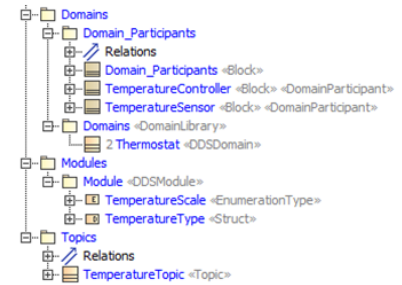 Domains
Domain_Participants
Relations
Domain_Participants «Block»
TemperatureController «Block» «DomainParticipant»
TemperatureSensor «Block» «DomainParticipant»
Domains «DomainLibrary»
2 Thermostat «DDSDomain»
Modules
Module «DDSModule»
TemperatureScale «EnumerationType»
TemperatureType «Struct»
Topics
Relations
TemperatureTopic «Topic»